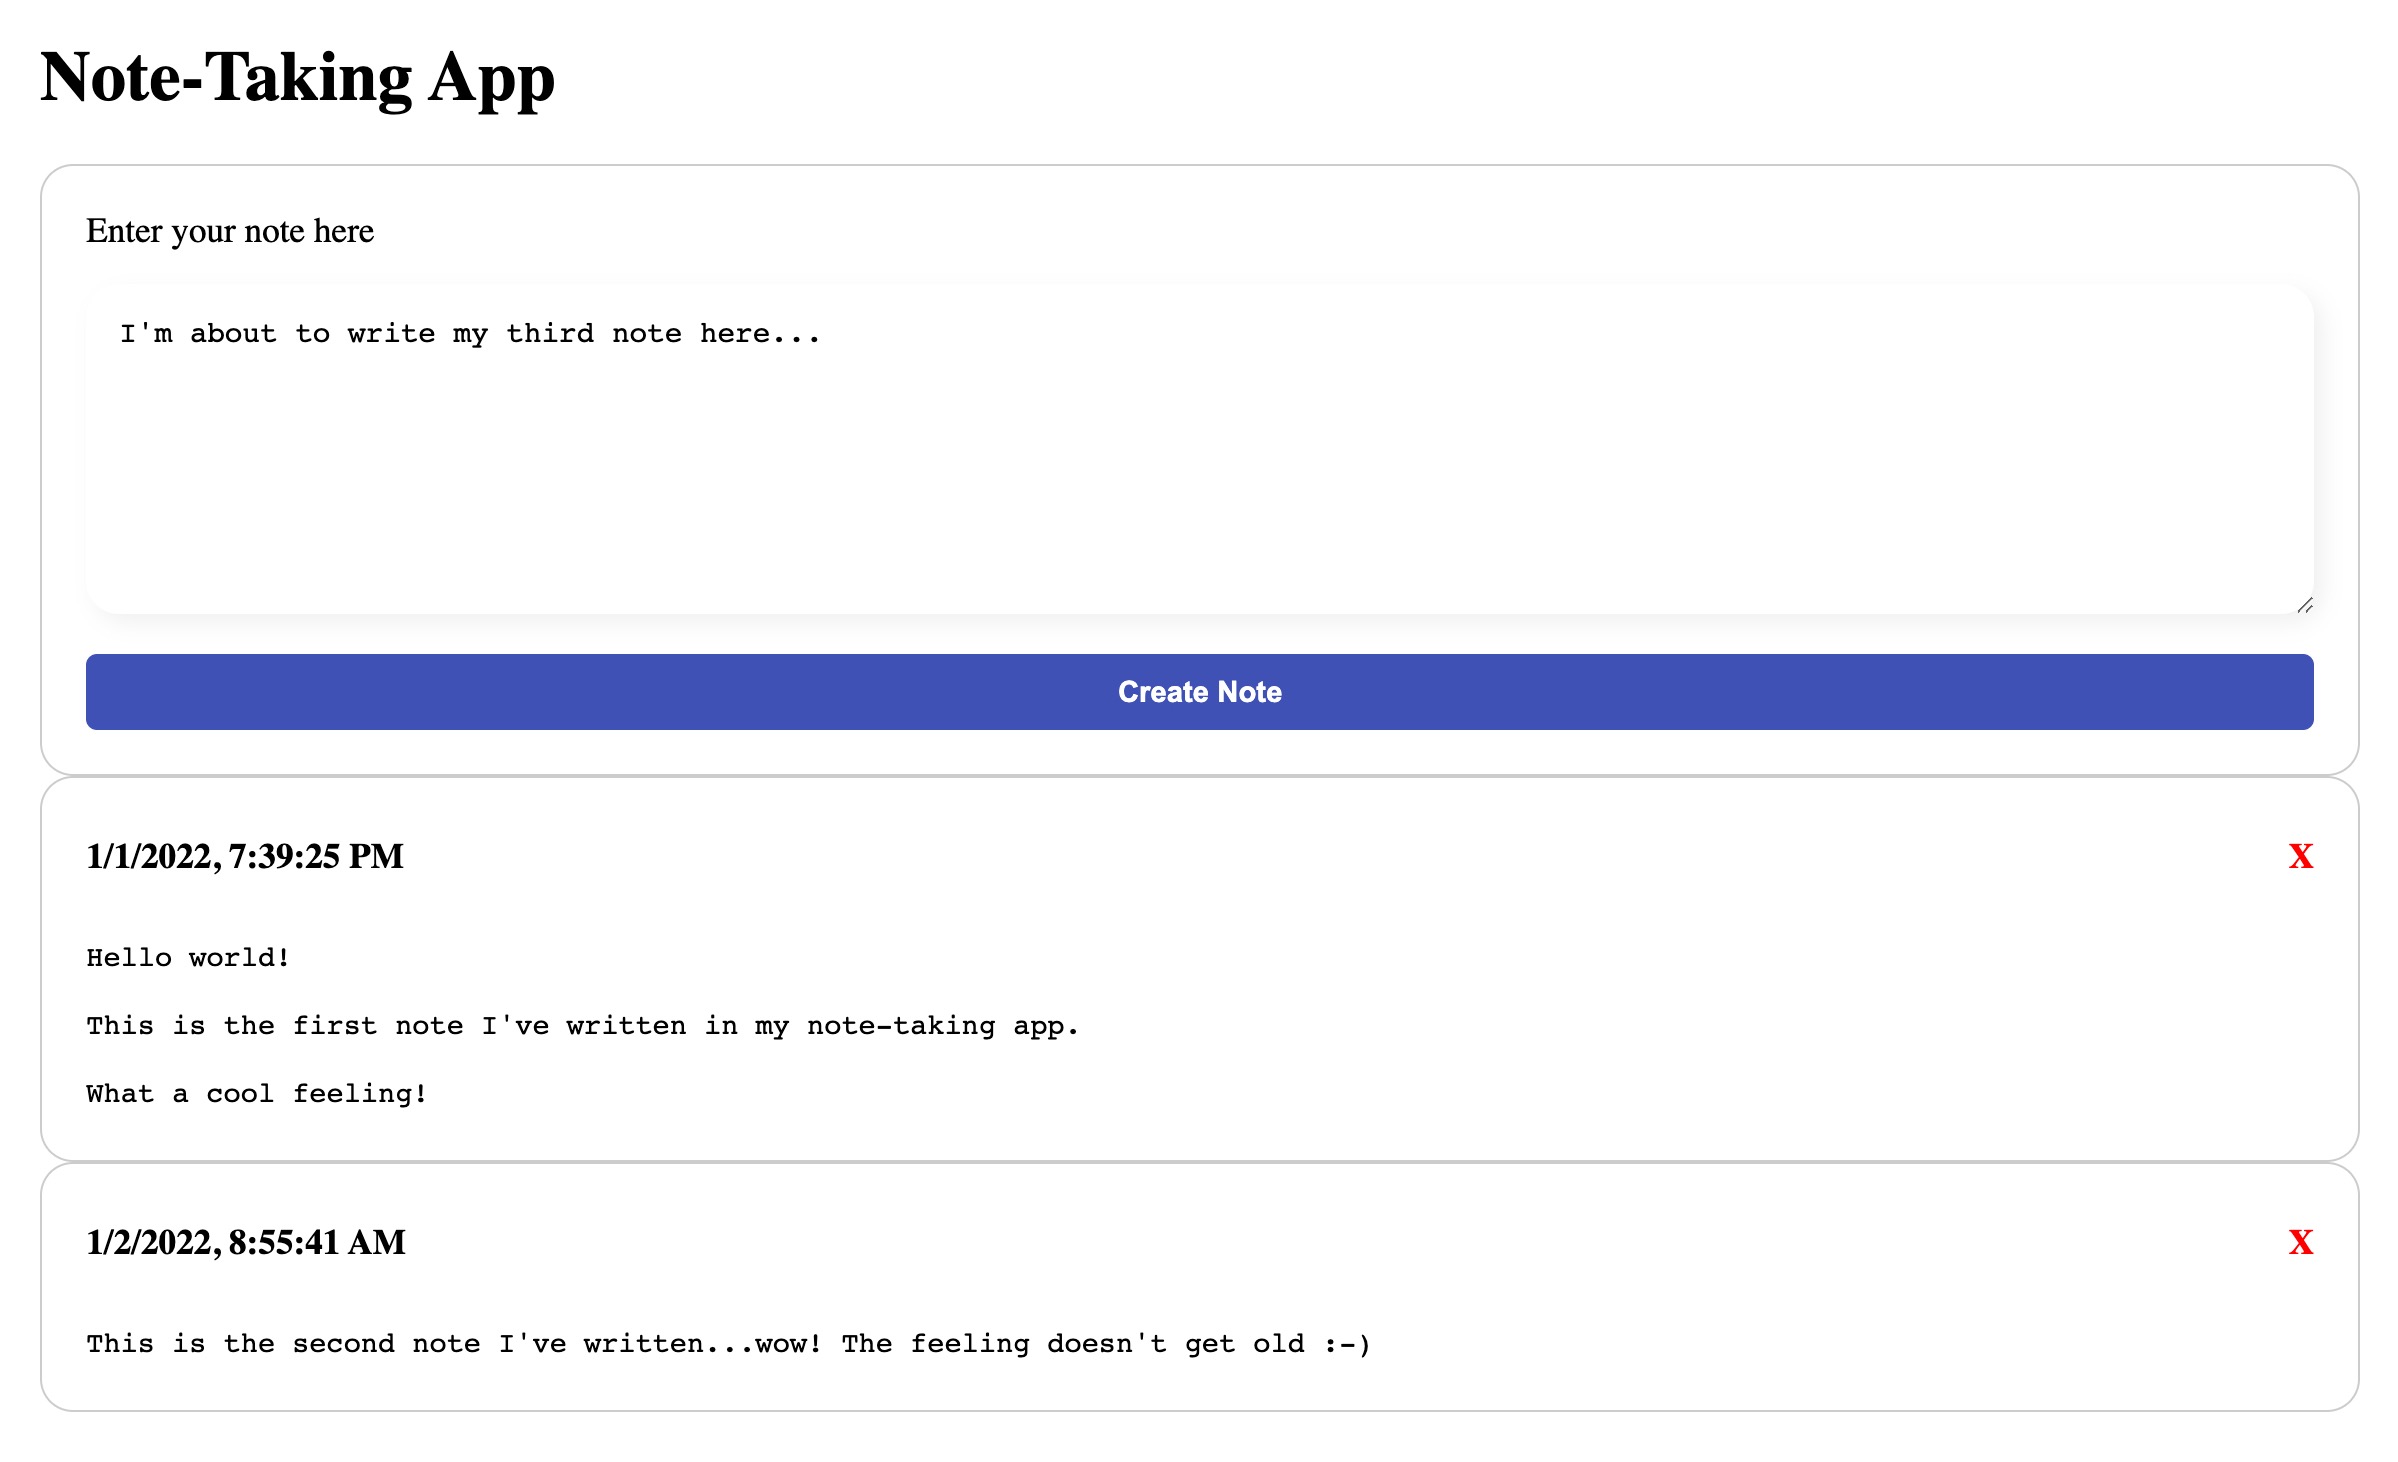 Note-Taking App
Enter your note here
I'm about to write my third note here...
Create Note
1/1/2022, 7:39:25 PM
X
Hello world!
This is the first note I've written in my note-taking app.
What a cool feeling!
1/2/2022, 8:55:41 AM
X
This is the second note I've written...wow! The feeling doesn't get old :-)